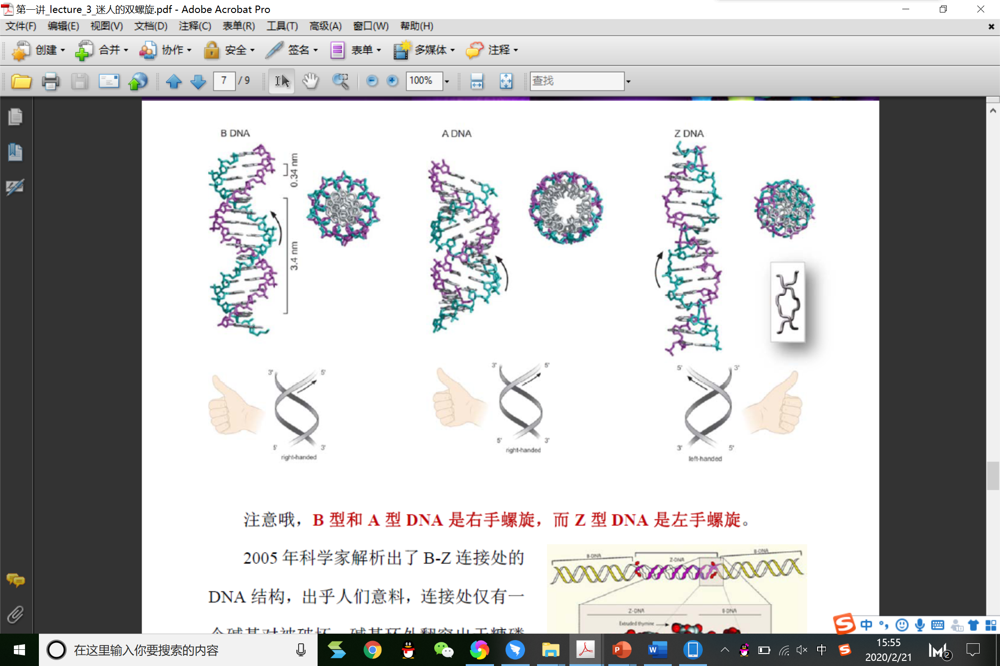 第一讲_lecture_3_迷人的双螺旋.pdf - Adobe Acrobat Pro
文件(F) 编辑(E) 视图(V) 文档(D) 注释(C) 表单(R) 工具(T) 高级(A) 窗口(W) 帮助(H)
创建 合并 协作 安全 签名 表单 多媒体 注释
7 / 9 100% 查找
B DNA A DNA Z DNA
0.34 nm
3.4 nm
3' 5' 3' 5' 5' 3'
5' 3' 5' 3' 3' 5'
right-handed right-handed left-handed
注意哦，B 型和 A 型 DNA 是右手螺旋，而 Z 型 DNA 是左手螺旋。
2005 年科学家解析出了 B-Z 连接处的
DNA 结构，出乎人们意料，连接处仅有一
B-DNA Z-DNA B-DNA
Z-DNA B-DNA
Extruded thymine
中
在这里输入你要搜索的内容
中
15:55
2020/2/21
2